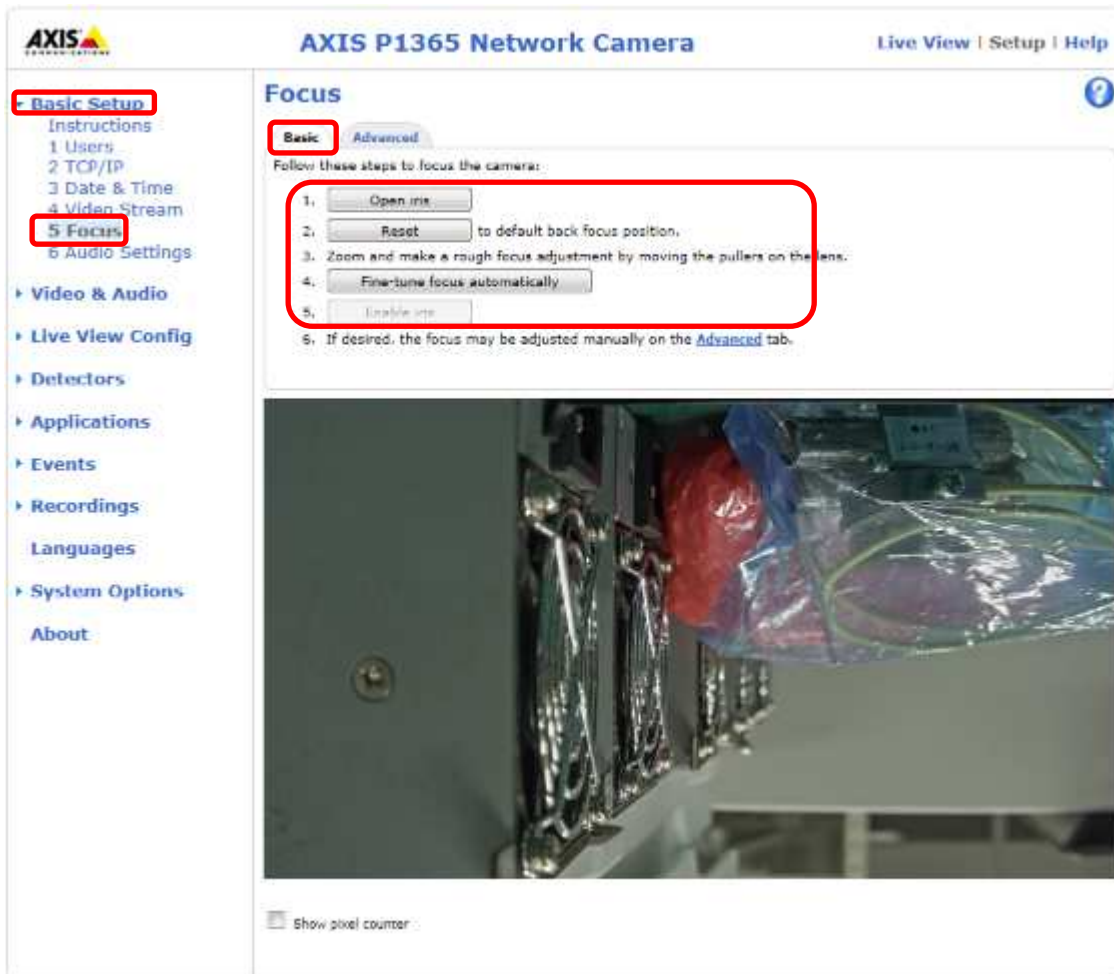 AXIS
COMMUNICATIONS
AXIS P1365 Network Camera
Live View | Setup | Help
Basic Setup
Instructions
1 Users
2 TCP/IP
3 Date & Time
4 Video Stream
5 Focus
6 Audio Settings
Video & Audio
Live View Config
Detectors
Applications
Events
Recordings
Languages
System Options
About
Focus
?
Basic Advanced
Follow these steps to focus the camera:
1. Open iris
2. Reset to default back focus position.
3. Zoom and make a rough focus adjustment by moving the pullers on the lens.
4. Fine-tune focus automatically
5. Enable iris
6. If desired, the focus may be adjusted manually on the Advanced tab.
Show pixel counter